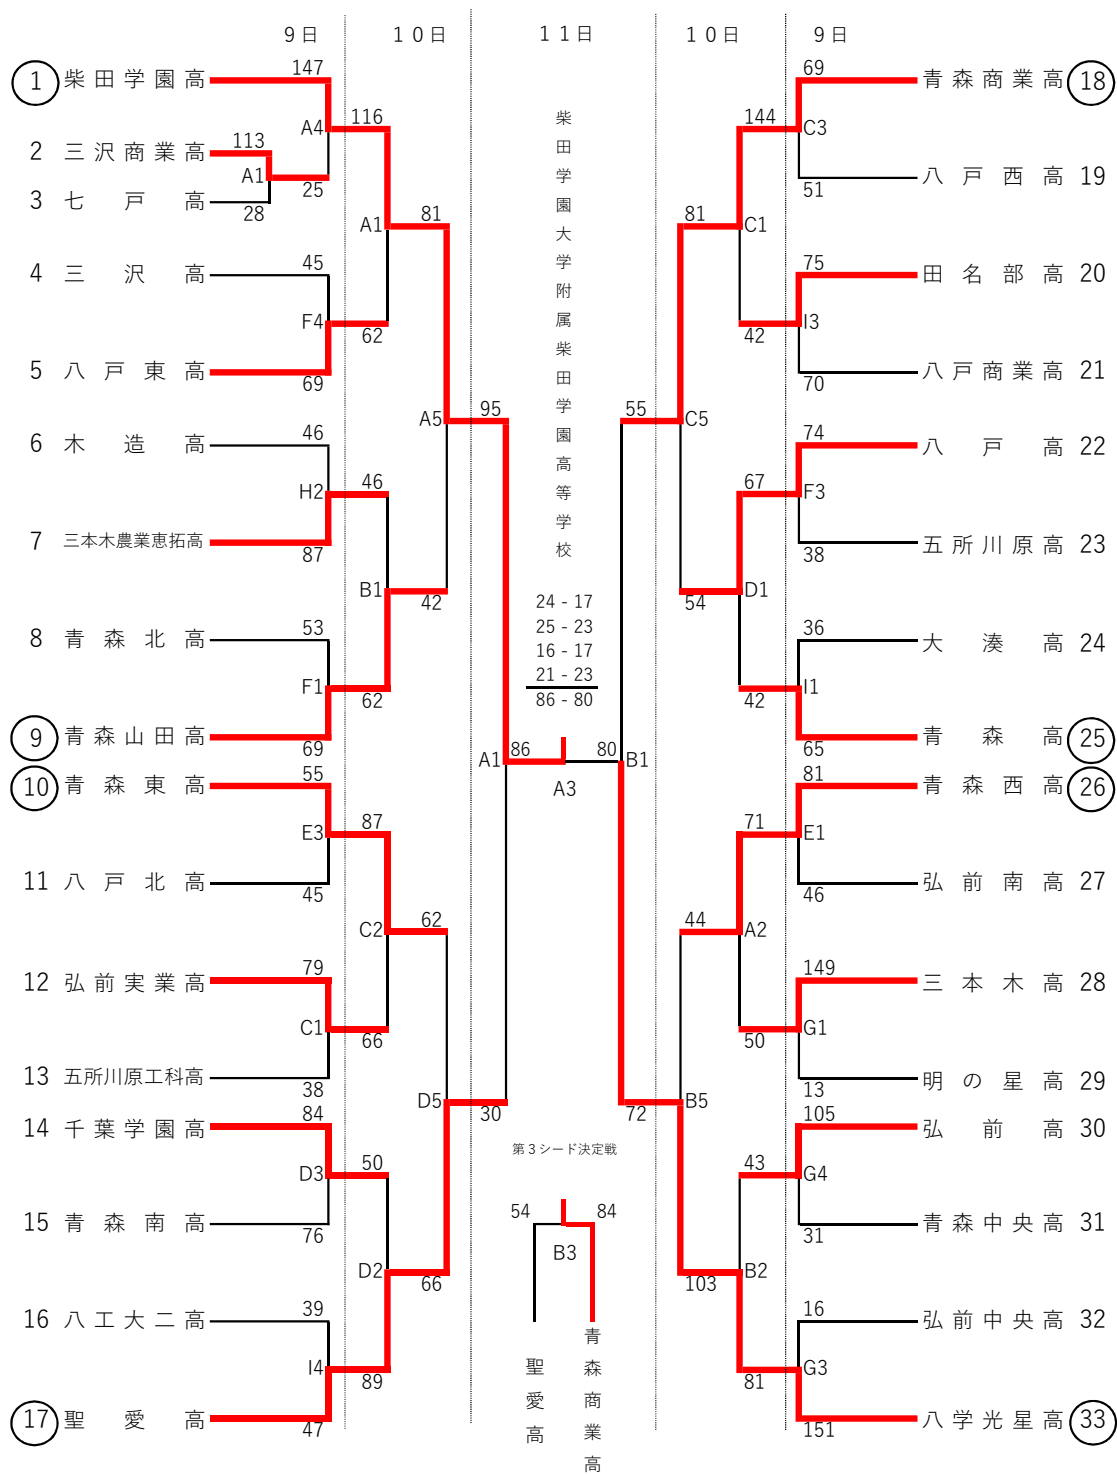 9日 10日 11日 10日 9日
1 柴田学園高 147
A4 116
2 三沢商業高 113
A1 25
3 七戸高 28
A1 81
4 三沢高 45
F4 62
5 八戸東高 69
A5 95
6 木造高 46
H2 46
7 三本木農業恵拓高 87
B1 42
8 青森北高 53
F1 62
9 青森山田高 69
A1 86
10 青森東高 55
E3 87
11 八戸北高 45
C2 62
12 弘前実業高 79
C1 66
13 五所川原工科高 38
D5 30
14 千葉学園高 84
D3 50
15 青森南高 76
D2 66
16 八工大二高 39
I4 89
17 聖愛高 47
柴田学園大学附属柴田学園高等学校
24 - 17
25 - 23
16 - 17
21 - 23
86 - 80
A3
第3シード決定戦
54 84
B3
聖愛高
青森商業高
69 青森商業高 18
144 C3
51 八戸西高 19
81 C1
75 田名部高 20
42 I3
70 八戸商業高 21
55 C5
74 八戸高 22
67 F3
38 五所川原高 23
54 D1
36 大湊高 24
42 I1
65 青森高 25
80 B1
81 青森西高 26
71 E1
46 弘前南高 27
44 A2
149 三本木高 28
50 G1
13 明の星高 29
72 B5
105 弘前高 30
43 G4
31 青森中央高 31
103 B2
16 弘前中央高 32
81 G3
151 八学光星高 33